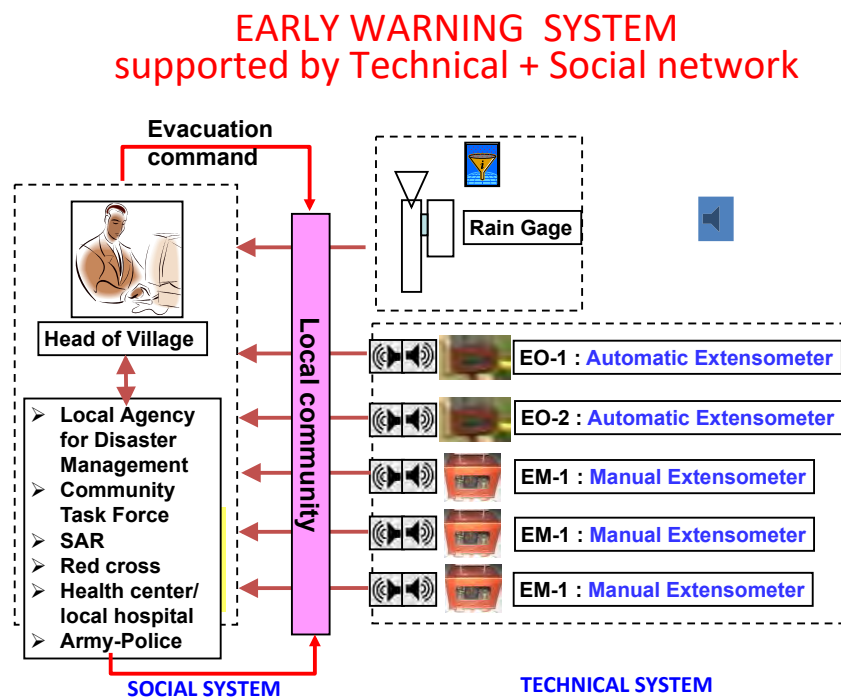 EARLY WARNING  SYSTEM
supported by Technical + Social network
Evacuation
command
Rain Gage
Head of Village
Local community
EO-1 : Automatic Extensometer
EO-2 : Automatic Extensometer
EM-1 : Manual Extensometer
EM-1 : Manual Extensometer
EM-1 : Manual Extensometer
➢ Local Agency
for Disaster
Management
➢ Community
Task Force
➢ SAR
➢ Red cross
➢ Health center/
local hospital
➢ Army-Police
SOCIAL SYSTEM
TECHNICAL SYSTEM